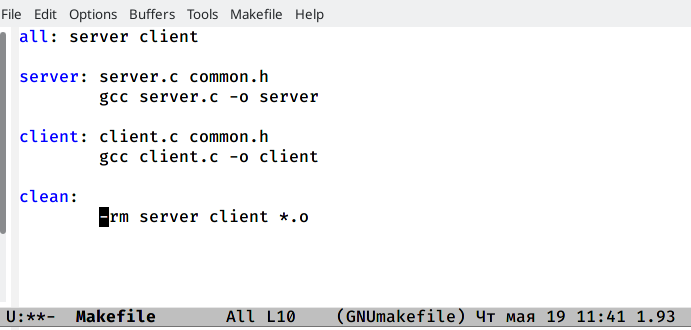 File Edit Options Buffers Tools Makefile Help
all: server client
server: server.c common.h
gcc server.c -o server
client: client.c common.h
gcc client.c -o client
clean:
-rm server client *.o
U:**- Makefile All L10 (GNUmakefile) Чт мая 19 11:41 1.93